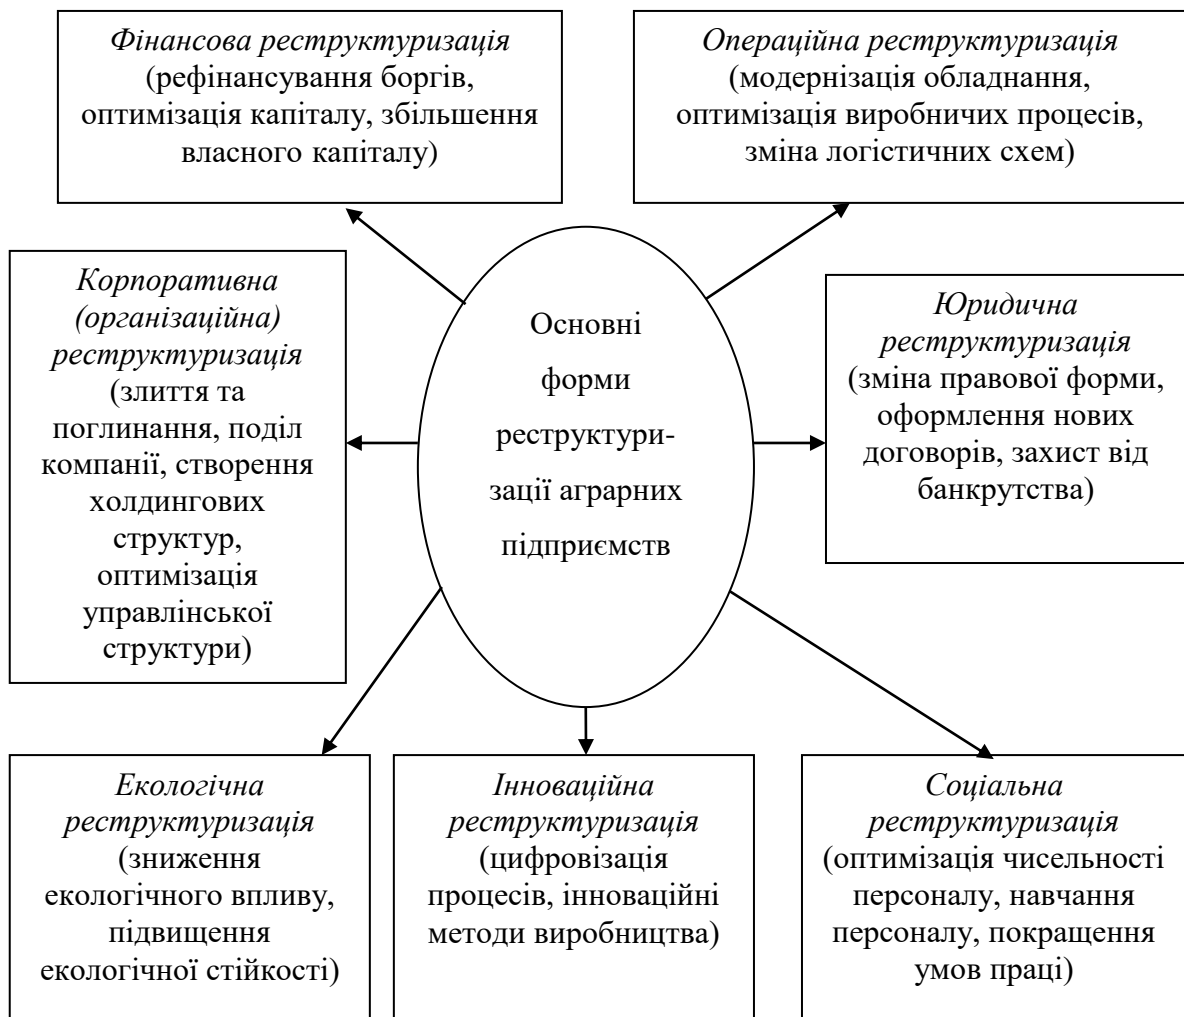 Фінансова реструктуризація
(рефінансування боргів,
оптимізація капіталу, збільшення
власного капіталу)
Операційна реструктуризація
(модернізація обладнання,
оптимізація виробничих процесів,
зміна логістичних схем)
Корпоративна
(організаційна)
реструктуризація
(злиття та
поглинання, поділ
компанії, створення
холдингових
структур,
оптимізація
управлінської
структури)
Основні
форми
реструктури-
зації аграрних
підприємств
Юридична
реструктуризація
(зміна правової форми,
оформлення нових
договорів, захист від
банкрутства)
Екологічна
реструктуризація
(зниження
екологічного впливу,
підвищення
екологічної стійкості)
Інноваційна
реструктуризація
(цифровізація
процесів, інноваційні
методи виробництва)
Соціальна
реструктуризація
(оптимізація чисельності
персоналу, навчання
персоналу, покращення
умов праці)